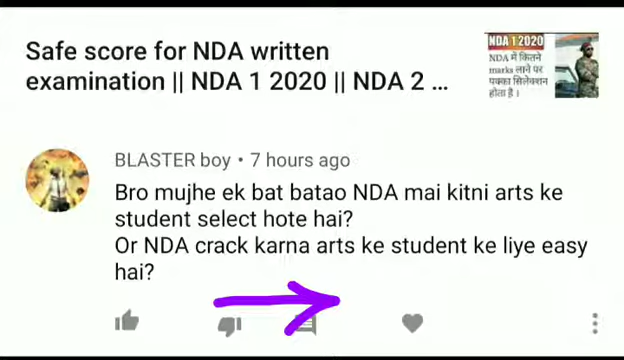 Safe score for NDA written
examination || NDA 1 2020 || NDA 2 ...
NDA 1 2020
NDA में कितने
marks लाने पर
पक्का सिलेक्शन
होता है।
BLASTER boy • 7 hours ago
Bro mujhe ek bat batao NDA mai kitni arts ke
student select hote hai?
Or NDA crack karna arts ke student ke liye easy
hai?